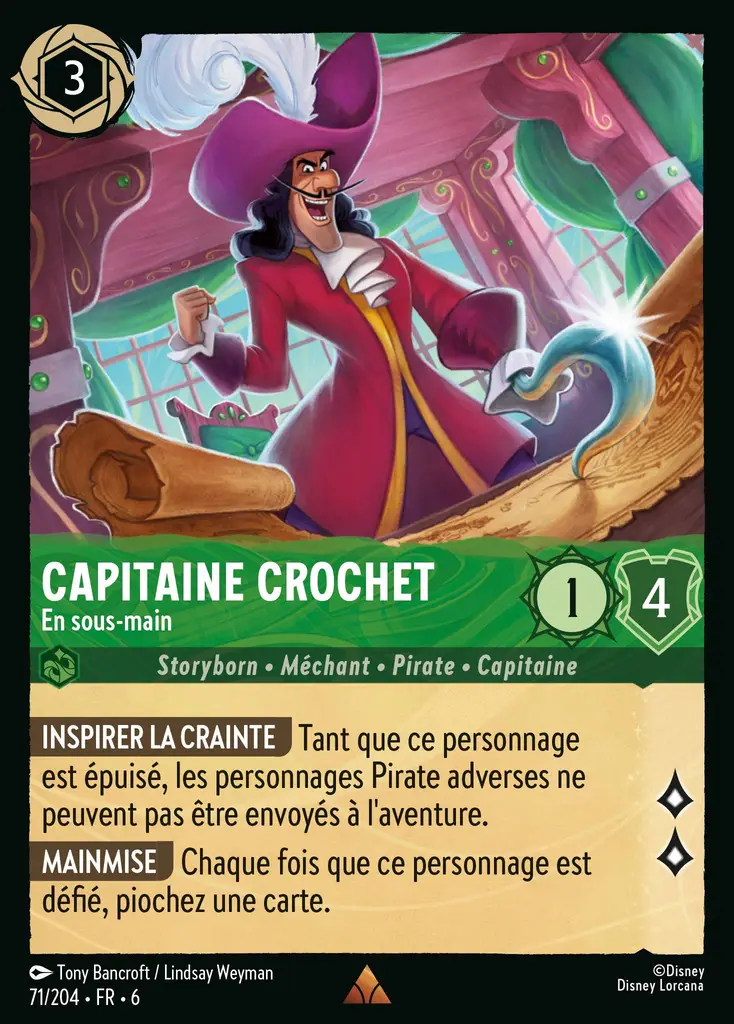 3
CAPITAINE CROCHET
En sous-main
1
4
Storyborn • Méchant • Pirate • Capitaine
INSPIRER LA CRAINTE Tant que ce personnage
est épuisé, les personnages Pirate adverses ne
peuvent pas être envoyés à l'aventure.
MAINMISE Chaque fois que ce personnage est
défié, piochez une carte.
Tony Bancroft / Lindsay Weyman
©Disney
71/204 • FR • 6
Disney Lorcana